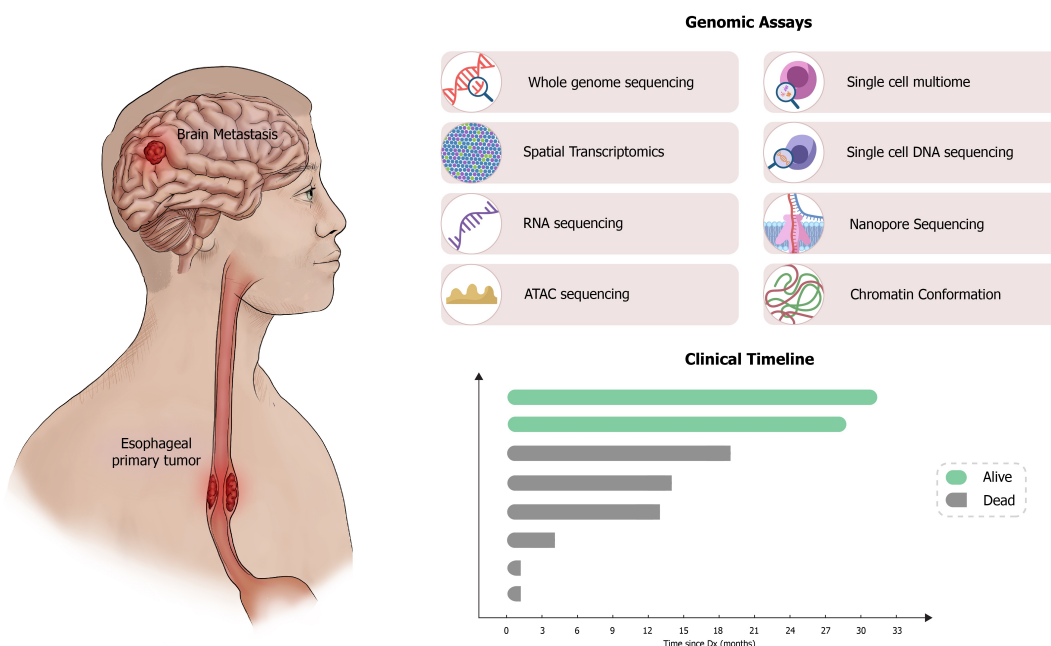 Genomic Assays
Whole genome sequencing
Single cell multiome
Spatial Transcriptomics
Single cell DNA sequencing
RNA sequencing
Nanopore Sequencing
ATAC sequencing
Chromatin Conformation
Brain Metastasis
Esophageal
primary tumor
Clinical Timeline
Alive
Dead
0 3 6 9 12 15 18 21 24 27 30 33
Time since Dx (months)